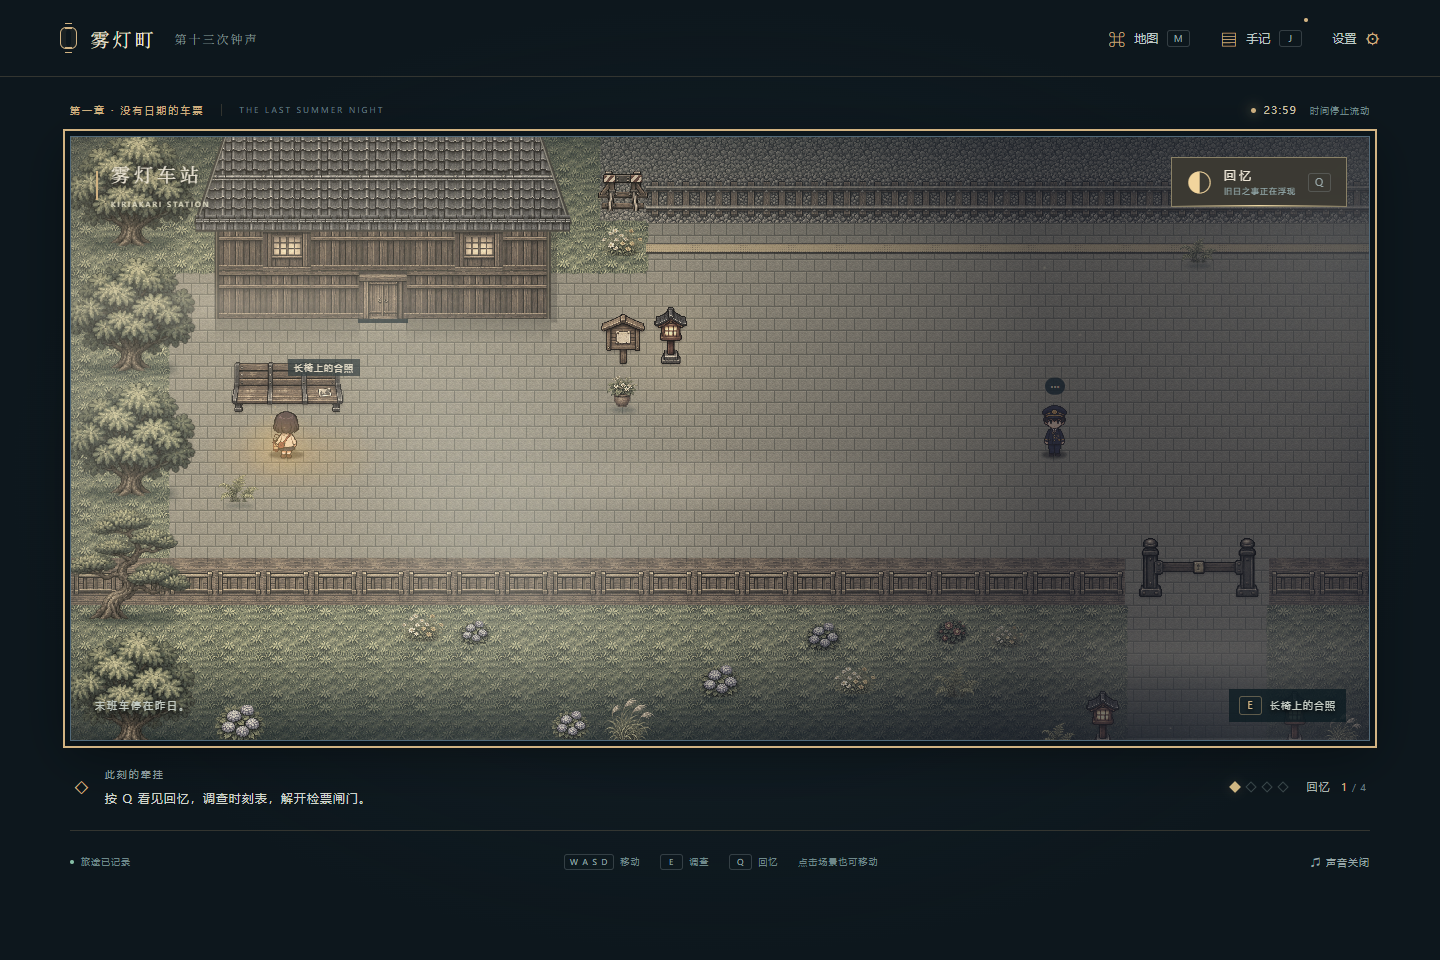 雾灯町 第十三次钟声 地图 M 手记 J 设置
第一章 · 没有日期的车票 THE LAST SUMMER NIGHT 23:59 时间停止流动
雾灯车站
KIRIAKARI STATION
回忆
旧日之事正在浮现 Q
长椅上的合照
...
末班车停在昨日。
E 长椅上的合照
此刻的牵挂
按 Q 看见回忆，调查时刻表，解开检票闸门。
回忆 1 / 4
旅途已记录 WASD 移动 E 调查 Q 回忆 点击场景也可移动 声音关闭